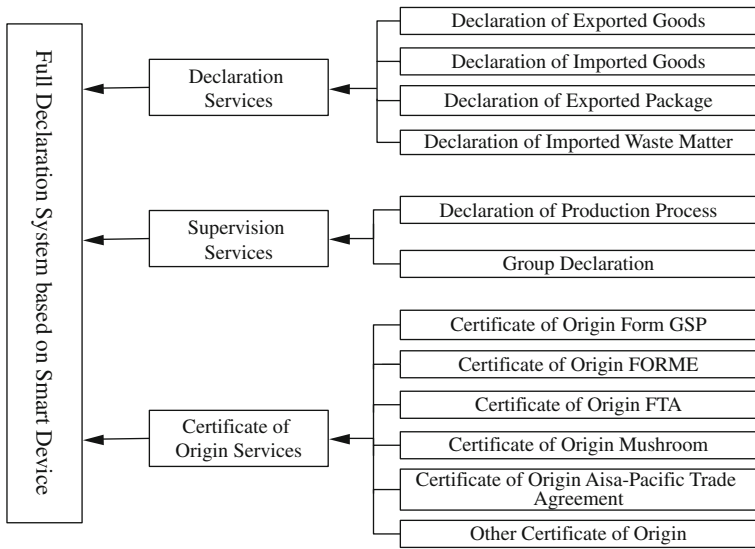 Full Declaration System based on Smart Device
Declaration
Services
Declaration of Exported Goods
Declaration of Imported Goods
Declaration of Exported Package
Declaration of Imported Waste Matter
Supervision
Services
Declaration of Production Process
Group Declaration
Certificate of
Origin Services
Certificate of Origin Form GSP
Certificate of Origin FORME
Certificate of Origin FTA
Certificate of Origin Mushroom
Certificate of Origin Aisa-Pacific Trade
Agreement
Other Certificate of Origin